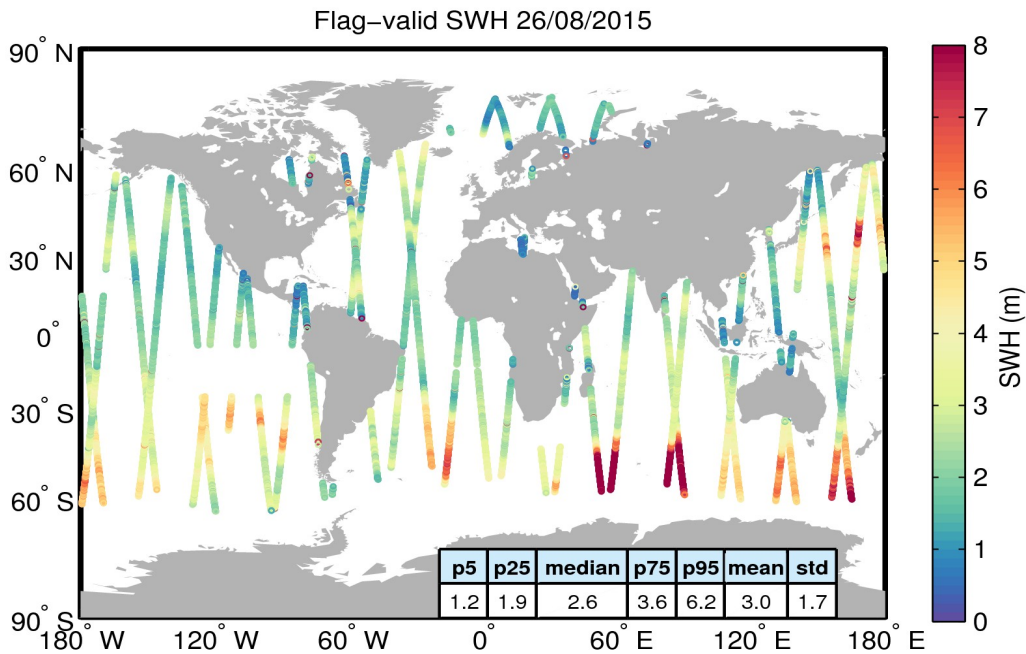 Flag−valid SWH 26/08/2015
90° N
60° N
30° N
0°
30° S
60° S
90° S
180° W
120° W
60° W
0°
60° E
120° E
180° E
p5 p25 median p75 p95 mean std
1.2 1.9 2.6 3.6 6.2 3.0 1.7
8
7
6
5
4
3
2
1
0
SWH (m)